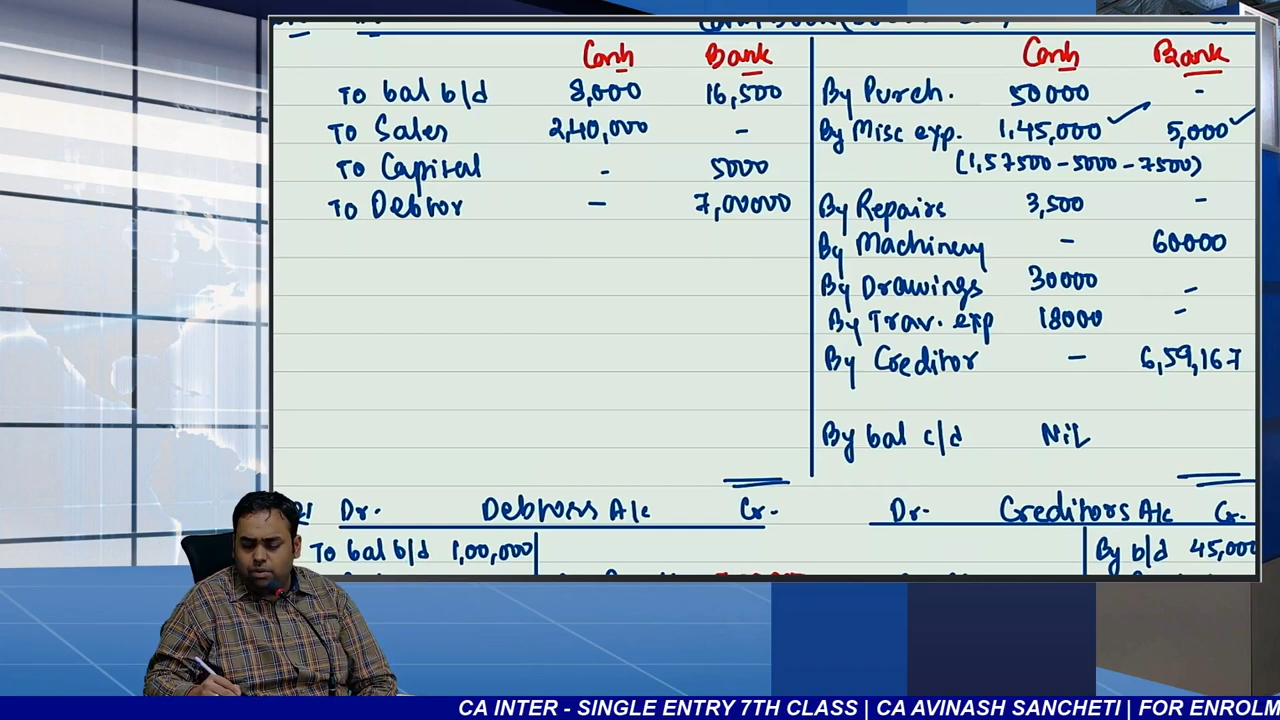 Cash Bank
Cash Bank
To bal b/d 8,000 16,500
By Purch. 50000 -
To Sales 2,40,000 -
By Misc exp. 1,45,000 5,000
To Capital - 5000
(1,57500 - 5000 - 7500)
To Debtor - 7,00000
By Repairs 3,500 -
By Machinery - 60000
By Drawings 30000 -
By Trav. exp 18000 -
By Creditor - 6,59,167
By bal c/d Nil
Dr. Debtors A/c Cr.
Dr. Creditors A/c Cr.
To bal b/d 1,00,000
By b/d 45,000
CA INTER - SINGLE ENTRY 7TH CLASS | CA AVINASH SANCHETI | FOR ENROLM